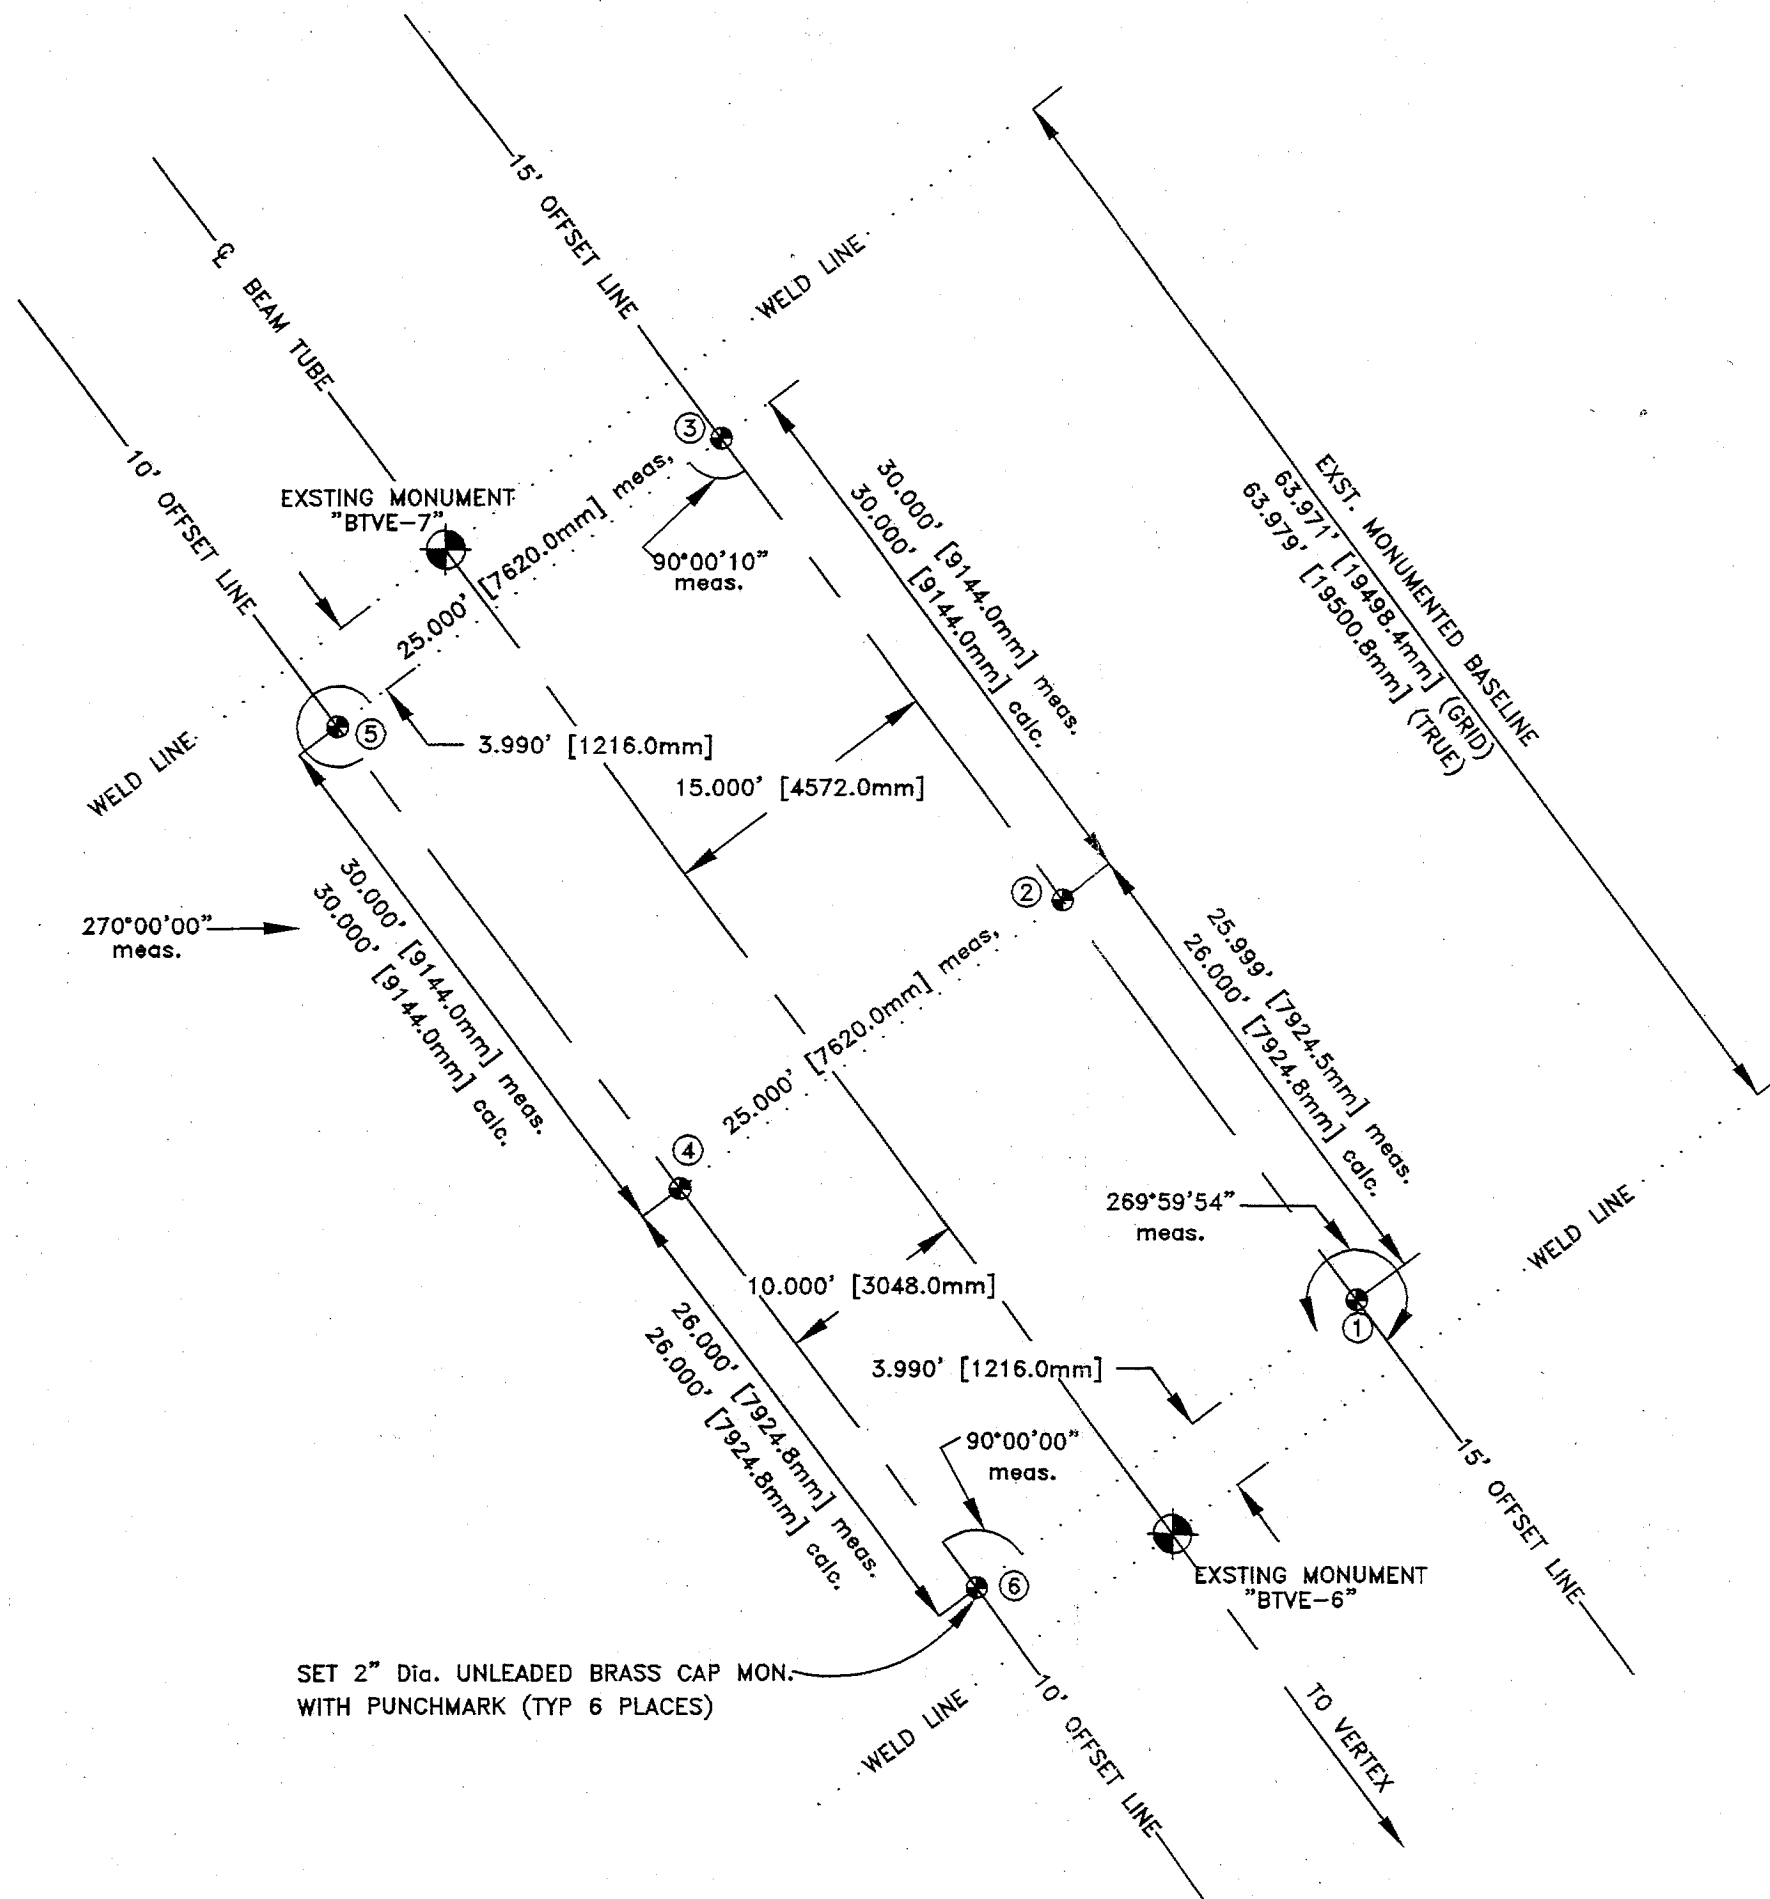 15' OFFSET LINE
℄ BEAM TUBE
10' OFFSET LINE
WELD LINE
EXSTING MONUMENT
"BTVE-7"
3
25.000' [7620.0mm] meas,
90°00'10"
meas.
30.000' [9144.0mm] meas.
30.000' [9144.0mm] calc.
EXST. MONUMENTED BASELINE
63.971' [19498.4mm] (GRID)
63.979' [19500.8mm] (TRUE)
5
WELD LINE
3.990' [1216.0mm]
15.000' [4572.0mm]
2
270°00'00"
meas.
30.000' [9144.0mm] meas.
30.000' [9144.0mm] calc.
25.000' [7620.0mm] meas,
25.999' [7924.5mm] meas.
26.000' [7924.8mm] calc.
4
269°59'54"
meas.
WELD LINE
10.000' [3048.0mm]
1
26.000' [7924.8mm] meas.
26.000' [7924.8mm] calc.
3.990' [1216.0mm]
90°00'00"
meas.
15' OFFSET LINE
6
EXSTING MONUMENT
"BTVE-6"
SET 2" Dia. UNLEADED BRASS CAP MON.
WITH PUNCHMARK (TYP 6 PLACES)
WELD LINE
10' OFFSET LINE
TO VERTEX